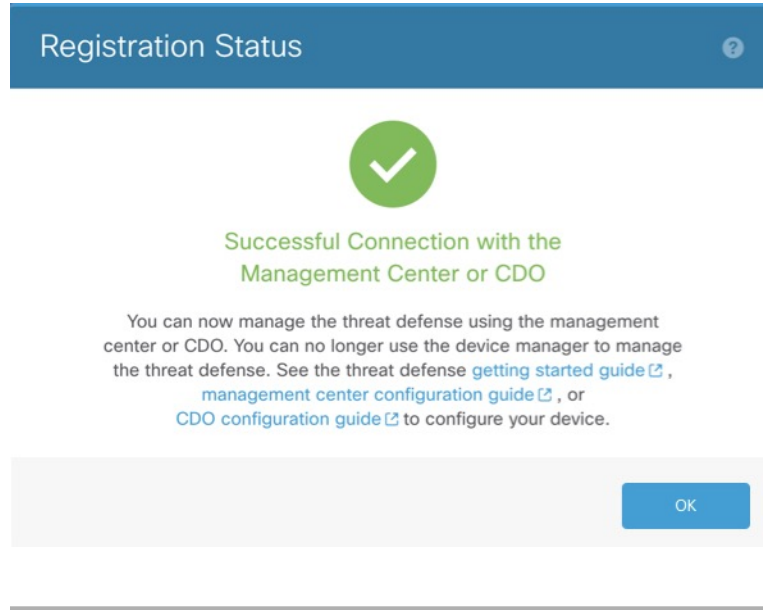 Registration Status
?
Successful Connection with the
Management Center or CDO
You can now manage the threat defense using the management
center or CDO. You can no longer use the device manager to manage
the threat defense. See the threat defense getting started guide ,
management center configuration guide , or
CDO configuration guide to configure your device.
OK